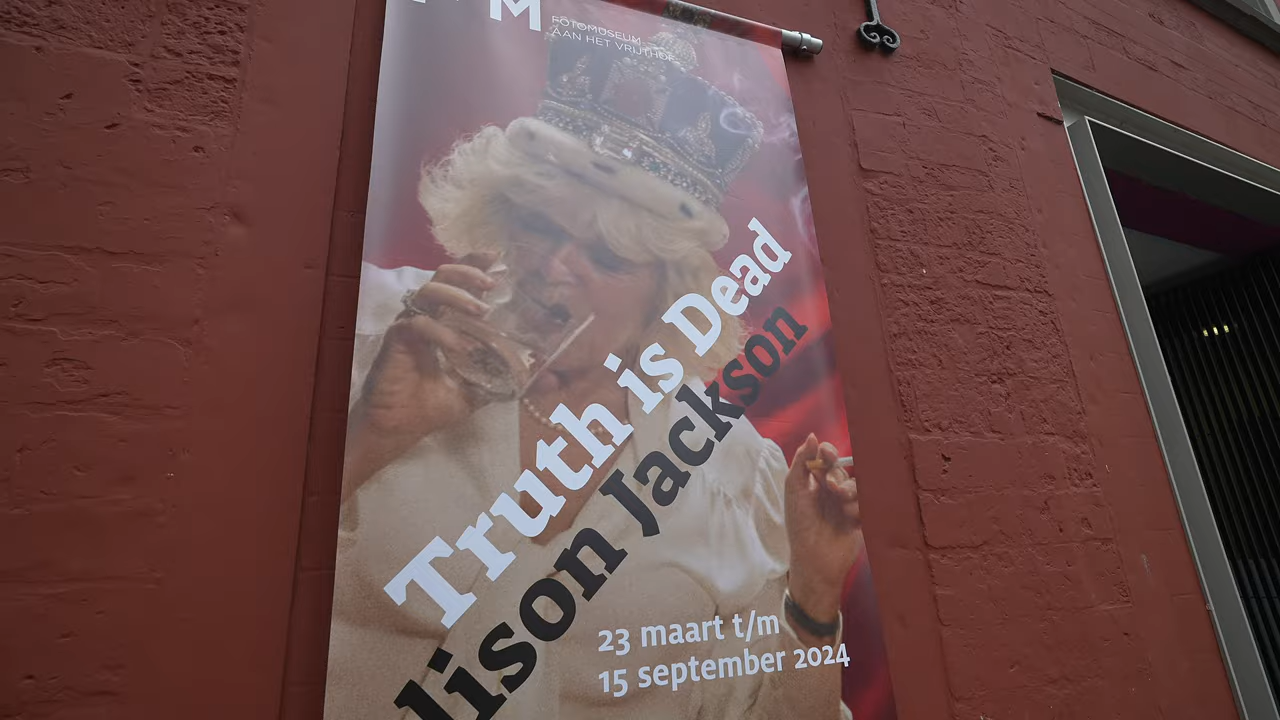 M
FOTOMUSEUM
AAN HET VRIJTHOF
Truth is Dead
lison Jackson
23 maart t/m
15 september 2024